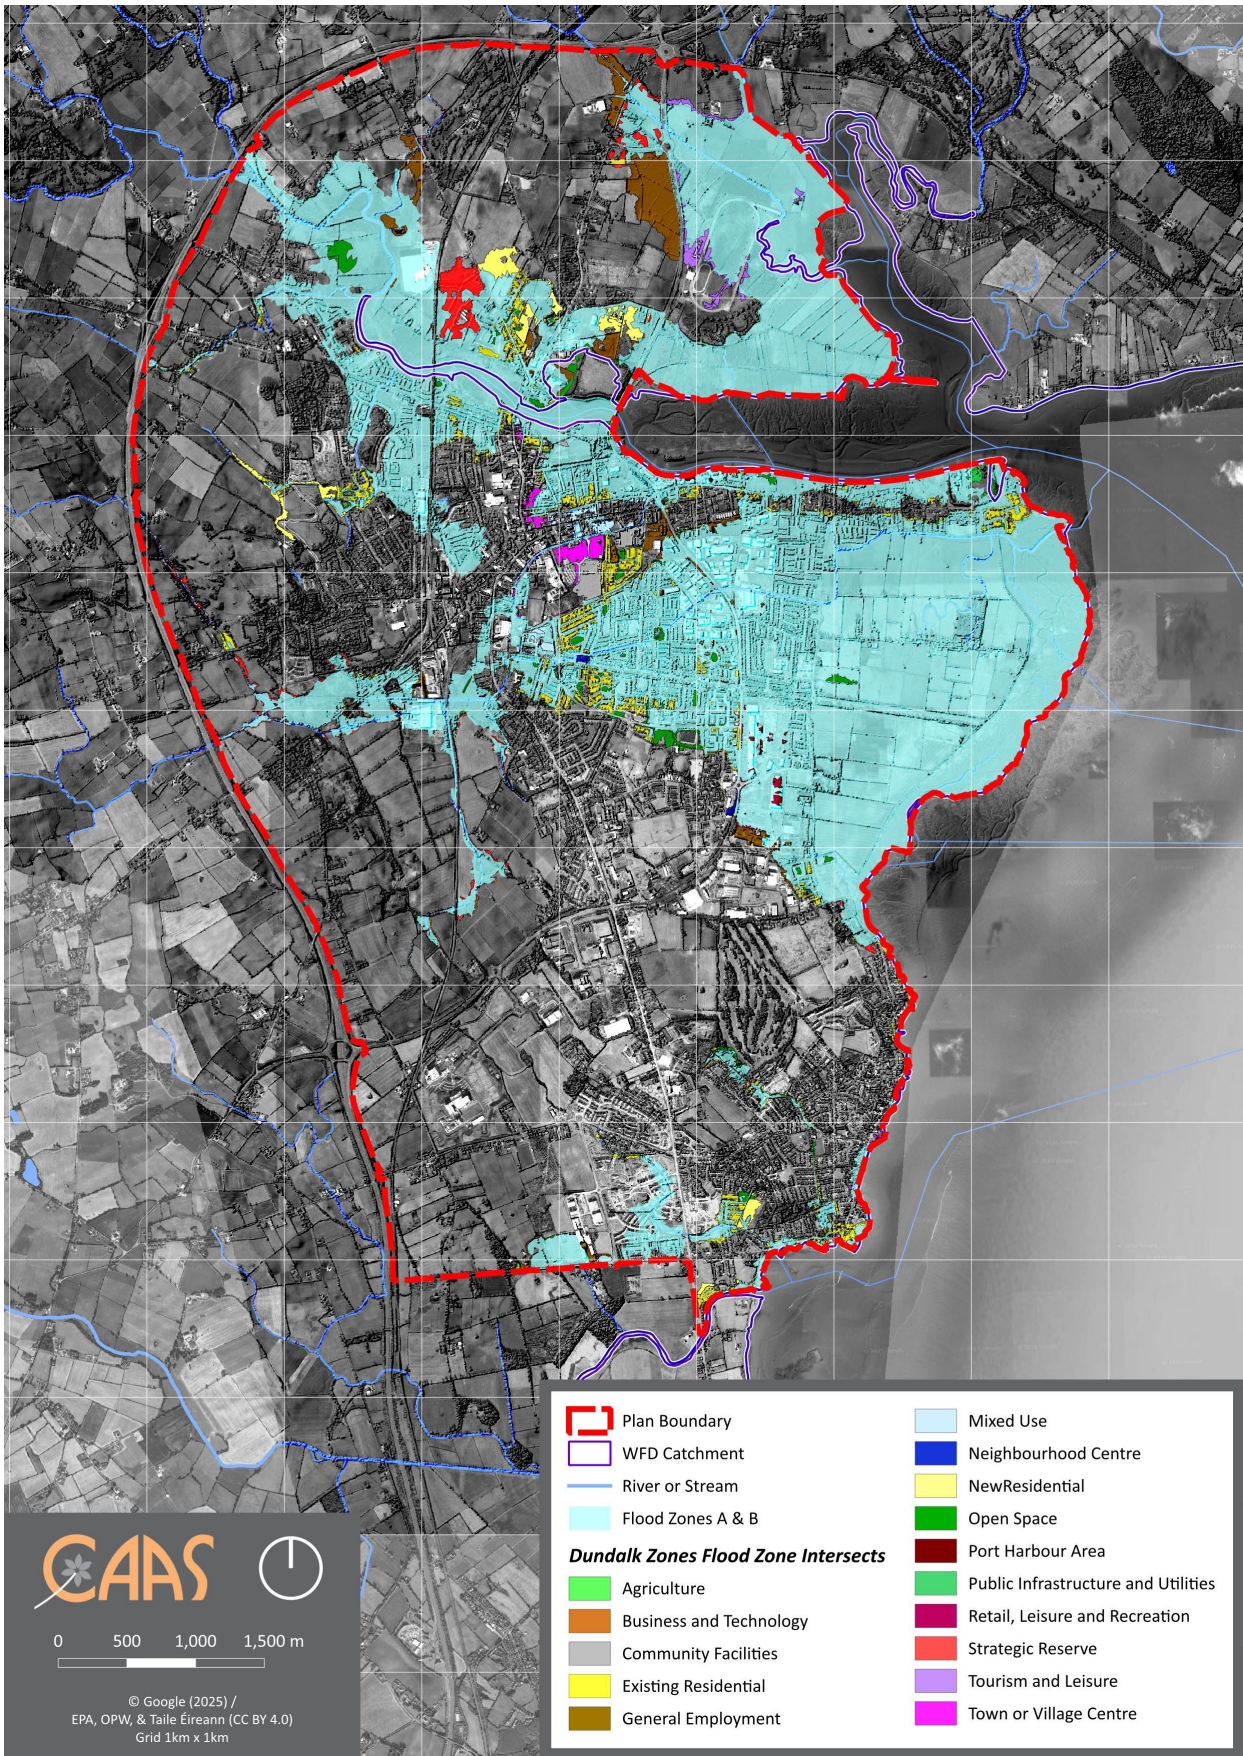 Plan Boundary
WFD Catchment
River or Stream
Flood Zones A & B
Dundalk Zones Flood Zone Intersects
Agriculture
Business and Technology
Community Facilities
Existing Residential
General Employment
Mixed Use
Neighbourhood Centre
NewResidential
Open Space
Port Harbour Area
Public Infrastructure and Utilities
Retail, Leisure and Recreation
Strategic Reserve
Tourism and Leisure
Town or Village Centre
CAAS
0 500 1,000 1,500 m
© Google (2025) /
EPA, OPW, & Taile Éireann (CC BY 4.0)
Grid 1km x 1km